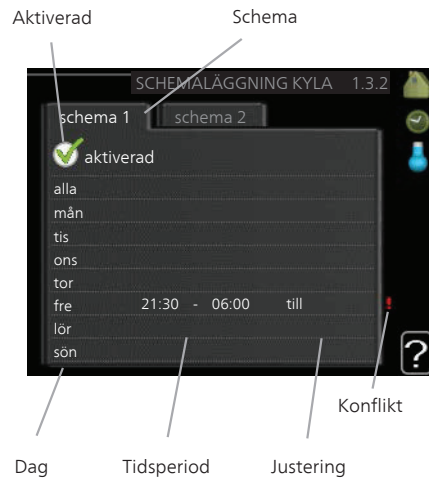 Aktiverad
Schema
SCHEMALÄGGNING KYLA 1.3.2
schema 1
schema 2
aktiverad
alla
mån
tis
ons
tor
fre 21:30 - 06:00 till
!
lör
sön
?
Konflikt
Dag
Tidsperiod
Justering